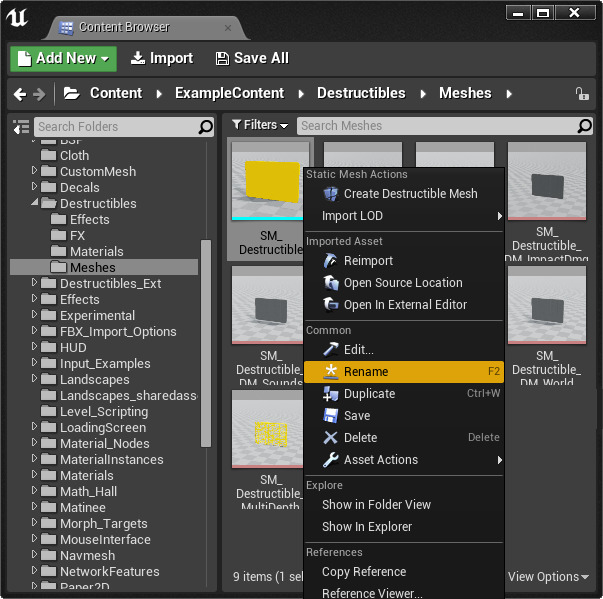 Content Browser
Add New
Import
Save All
Content
ExampleContent
Destructibles
Meshes
Search Folders
BSP
Cloth
CustomMesh
Decals
Destructibles
Effects
FX
Materials
Meshes
Destructibles_Ext
Effects
Experimental
FBX_Import_Options
HUD
Input_Examples
Landscapes
Landscapes_sharedasse
Level_Scripting
LoadingScreen
Material_Nodes
MaterialInstances
Materials
Math_Hall
Matinee
Morph_Targets
MouseInterface
Navmesh
NetworkFeatures
Paper2D
Filters
Search Meshes
SM_
Destructible
SM_
Destructible_
DM_ImpactDmg
SM_
Destructible_
DM_Sounds
SM_
Destructible_
DM_World
SM_
Destructible_
MultiDepth
Static Mesh Actions
Create Destructible Mesh
Import LOD
Imported Asset
Reimport
Open Source Location
Open In External Editor
Common
Edit...
Rename F2
Duplicate Ctrl+W
Save
Delete Delete
Asset Actions
Explore
Show in Folder View
Show In Explorer
References
Copy Reference
Reference Viewer...
9 items (1 sel
View Options